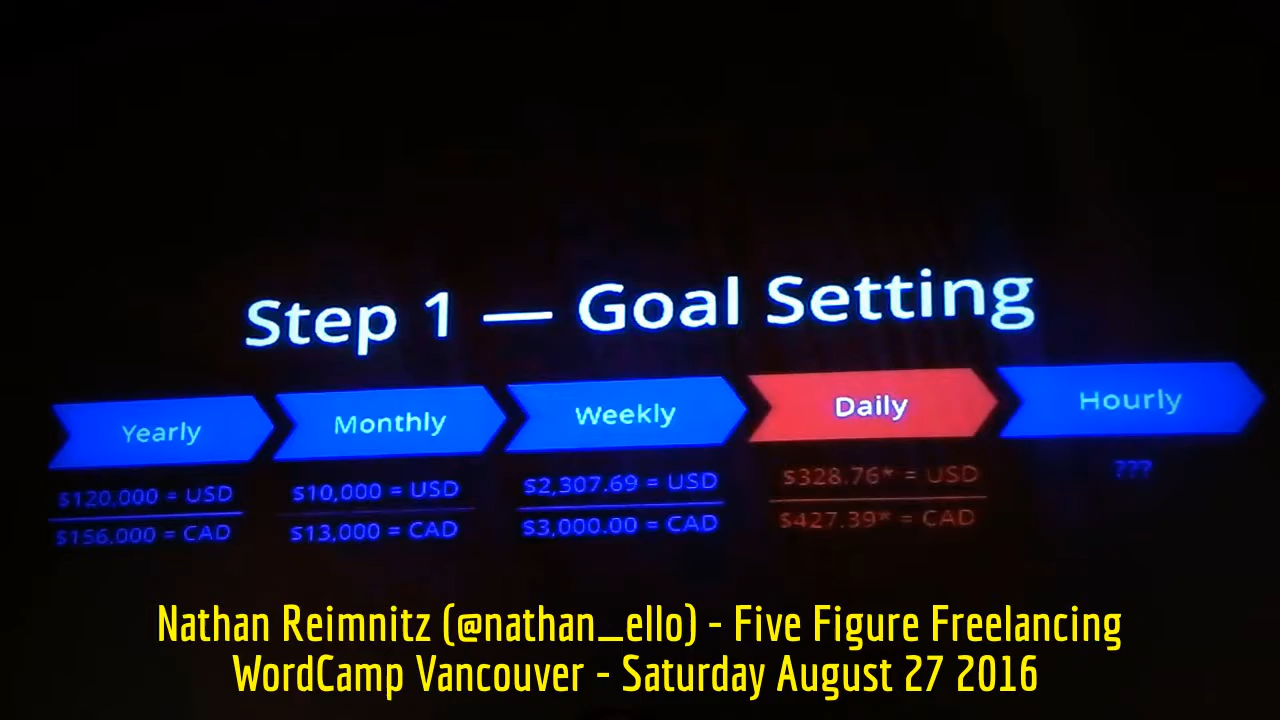 Step 1 — Goal Setting
Yearly Monthly Weekly Daily Hourly
$120,000 = USD $10,000 = USD $2,307.69 = USD $328.76* = USD ???
$156,000 = CAD $13,000 = CAD $3,000.00 = CAD $427.39* = CAD
Nathan Reimnitz (@nathan_ello) - Five Figure Freelancing
WordCamp Vancouver - Saturday August 27 2016